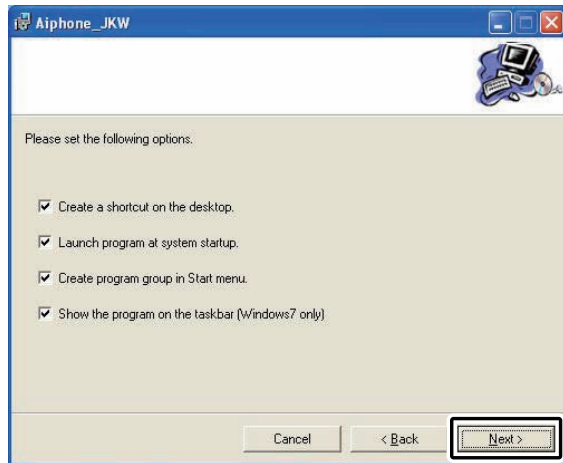 Aiphone_JKW
Please set the following options.
Create a shortcut on the desktop.
Launch program at system startup.
Create program group in Start menu.
Show the program on the taskbar (Windows7 only)
Cancel
< Back
Next >